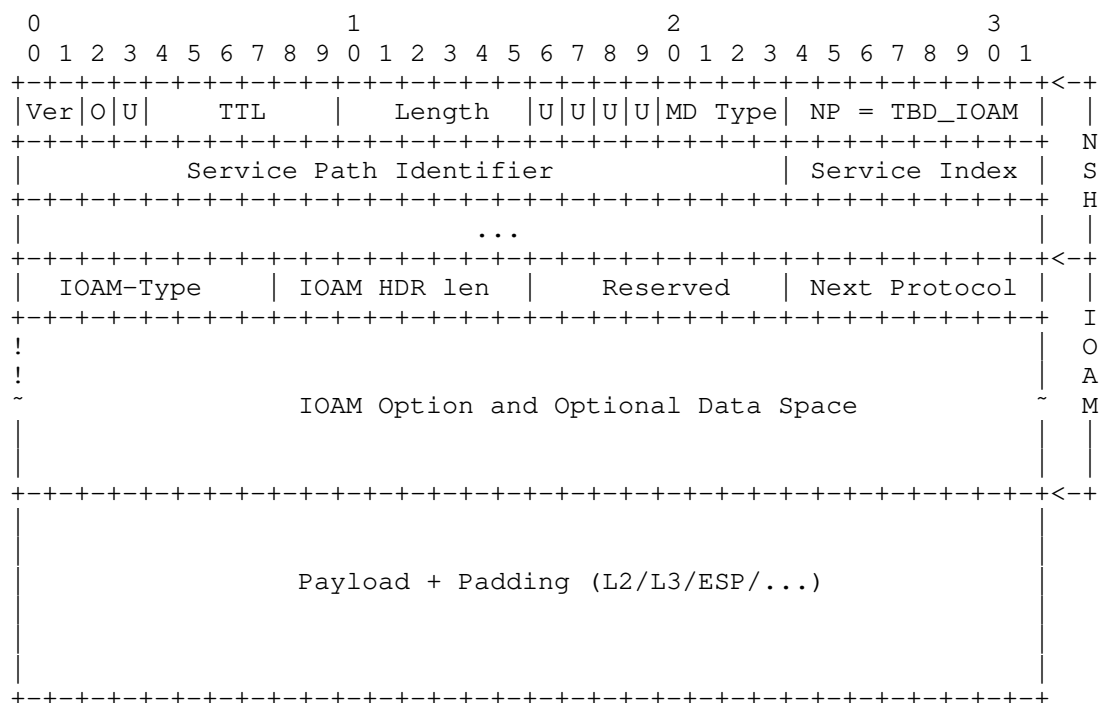 0                   1                   2                   3
 0 1 2 3 4 5 6 7 8 9 0 1 2 3 4 5 6 7 8 9 0 1 2 3 4 5 6 7 8 9 0 1
+-+-+-+-+-+-+-+-+-+-+-+-+-+-+-+-+-+-+-+-+-+-+-+-+-+-+-+-+-+-+-+-+<-+
|Ver|O|U|    TTL    |   Length  |U|U|U|U|MD Type| NP = TBD_IOAM |  |
+-+-+-+-+-+-+-+-+-+-+-+-+-+-+-+-+-+-+-+-+-+-+-+-+-+-+-+-+-+-+-+-+  N
|          Service Path Identifier              | Service Index |  S
+-+-+-+-+-+-+-+-+-+-+-+-+-+-+-+-+-+-+-+-+-+-+-+-+-+-+-+-+-+-+-+-+  H
|                            ...                                |  |
+-+-+-+-+-+-+-+-+-+-+-+-+-+-+-+-+-+-+-+-+-+-+-+-+-+-+-+-+-+-+-+-+<-+
|  IOAM-Type    | IOAM HDR len  |    Reserved   | Next Protocol |  |
+-+-+-+-+-+-+-+-+-+-+-+-+-+-+-+-+-+-+-+-+-+-+-+-+-+-+-+-+-+-+-+-+  I
!                                                               |  O
!                                                               |  A
~                 IOAM Option and Optional Data Space           ~  M
|                                                               |  |
|                                                               |  |
+-+-+-+-+-+-+-+-+-+-+-+-+-+-+-+-+-+-+-+-+-+-+-+-+-+-+-+-+-+-+-+-+<-+
|                                                               |
|                                                               |
|                 Payload + Padding (L2/L3/ESP/...)             |
|                                                               |
|                                                               |
|                                                               |
+-+-+-+-+-+-+-+-+-+-+-+-+-+-+-+-+-+-+-+-+-+-+-+-+-+-+-+-+-+-+-+-+